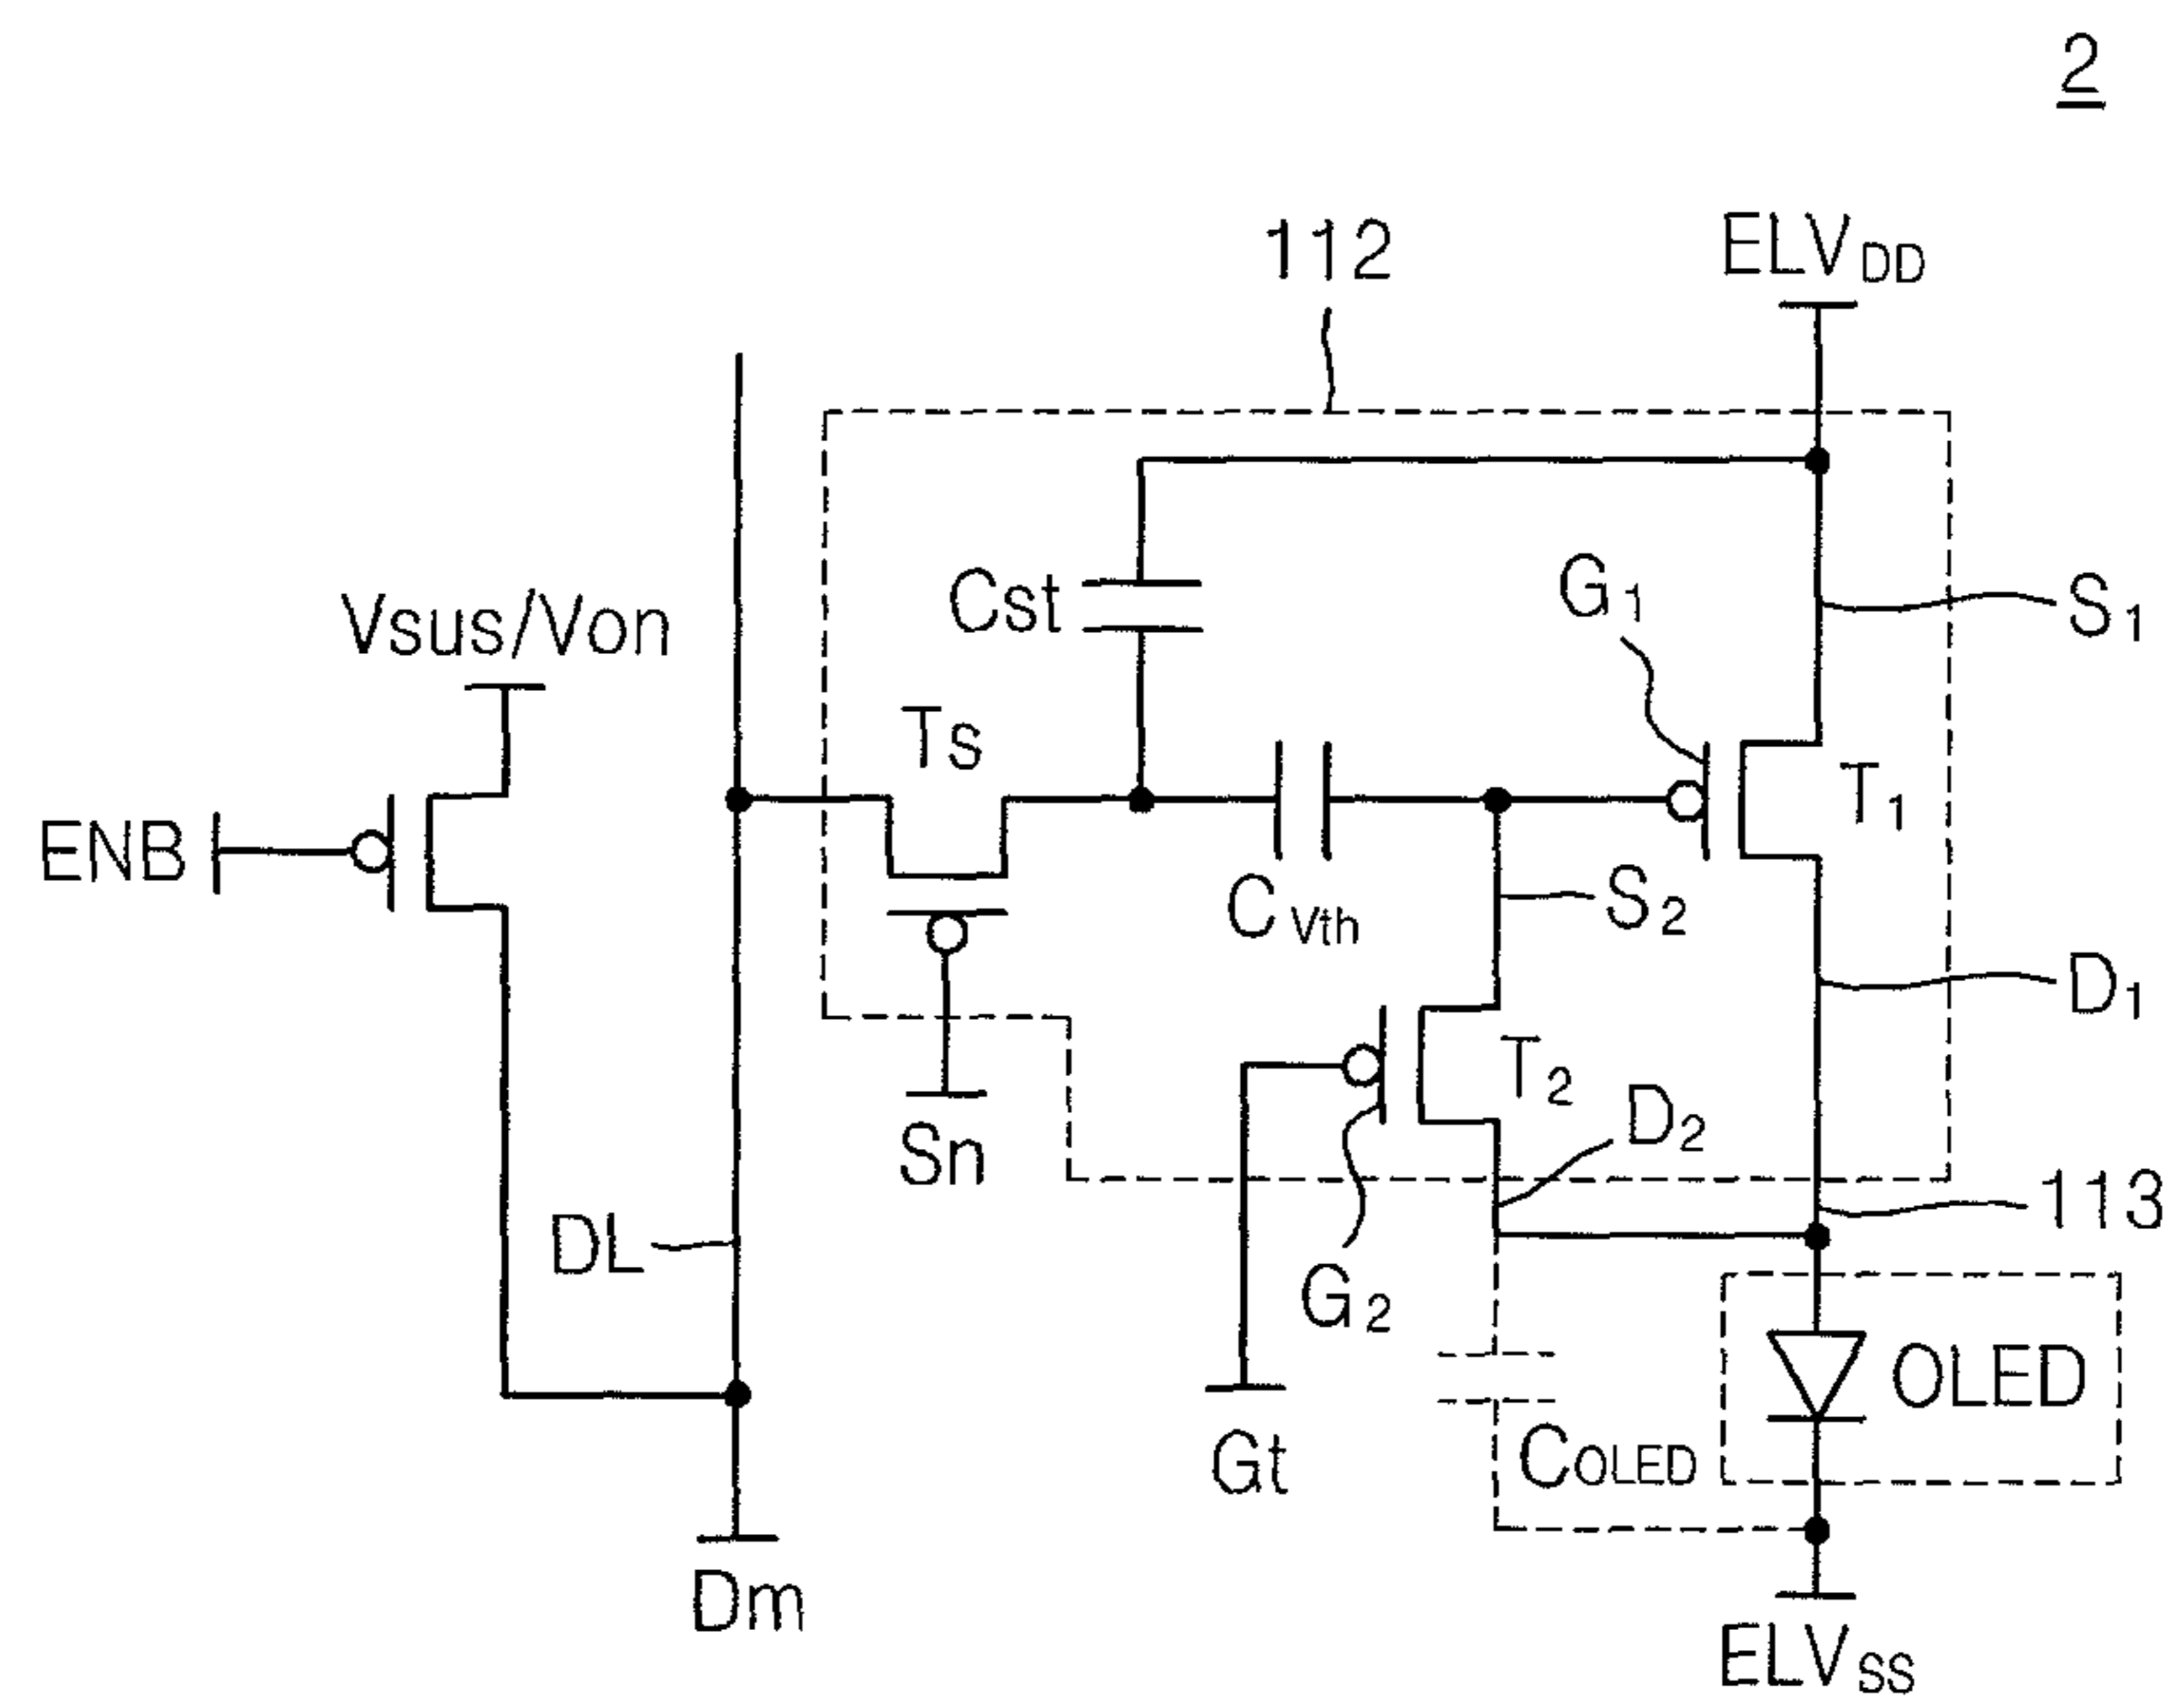 2
112
ELVDD
Cst
G1
S1
Vsus/Von
Ts
T1
ENB
CVth
S2
D1
T2
D2
Sn
113
DL
G2
OLED
Gt
COLED
Dm
ELVSS